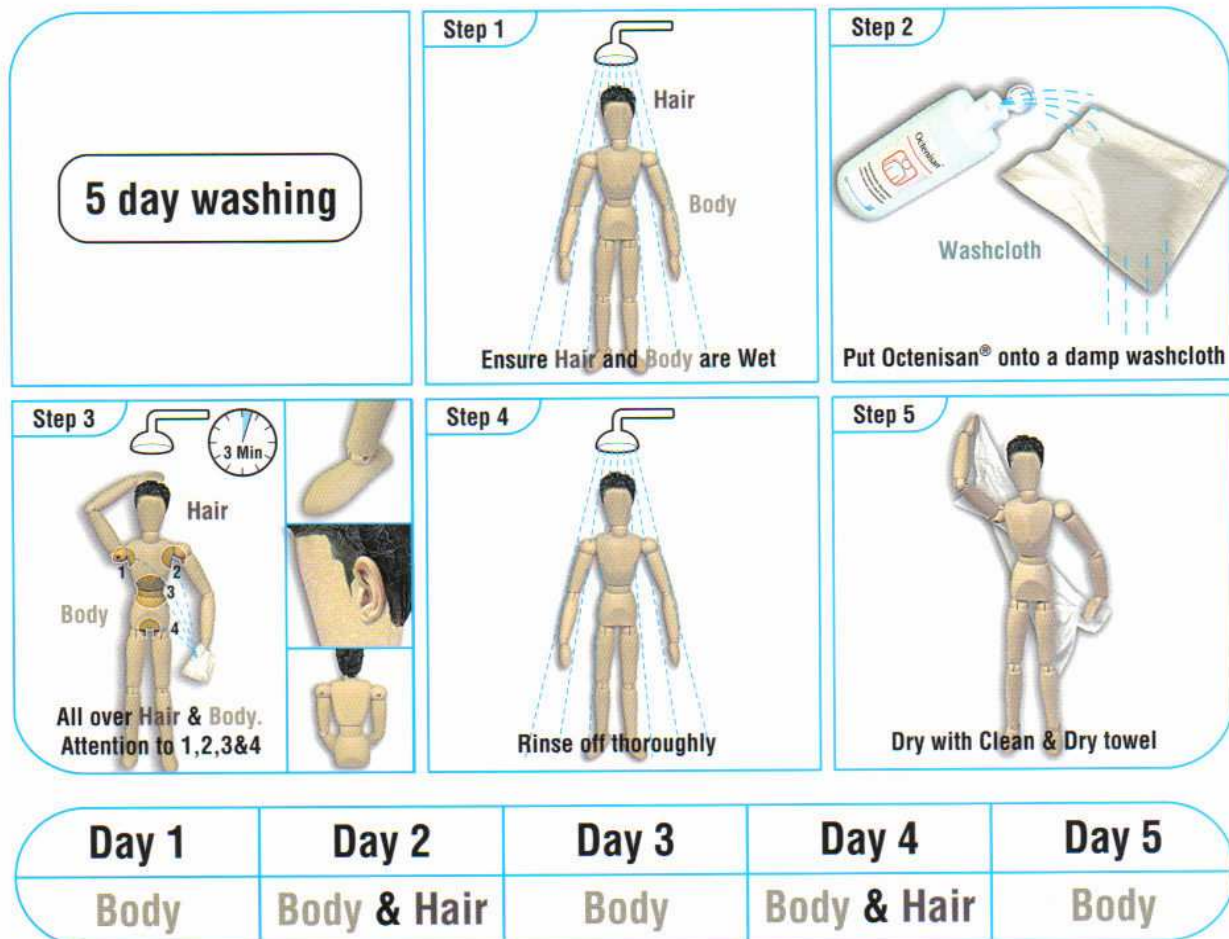 5 day washing
Step 1
Hair
Body
Ensure Hair and Body are Wet
Step 2
Octenisan®
Washcloth
Put Octenisan® onto a damp washcloth
Step 3
3 Min
Hair
1
2
3
Body
4
All over Hair & Body.
Attention to 1,2,3&4
Step 4
Rinse off thoroughly
Step 5
Dry with Clean & Dry towel
Day 1
Day 2
Day 3
Day 4
Day 5
Body
Body & Hair
Body
Body & Hair
Body